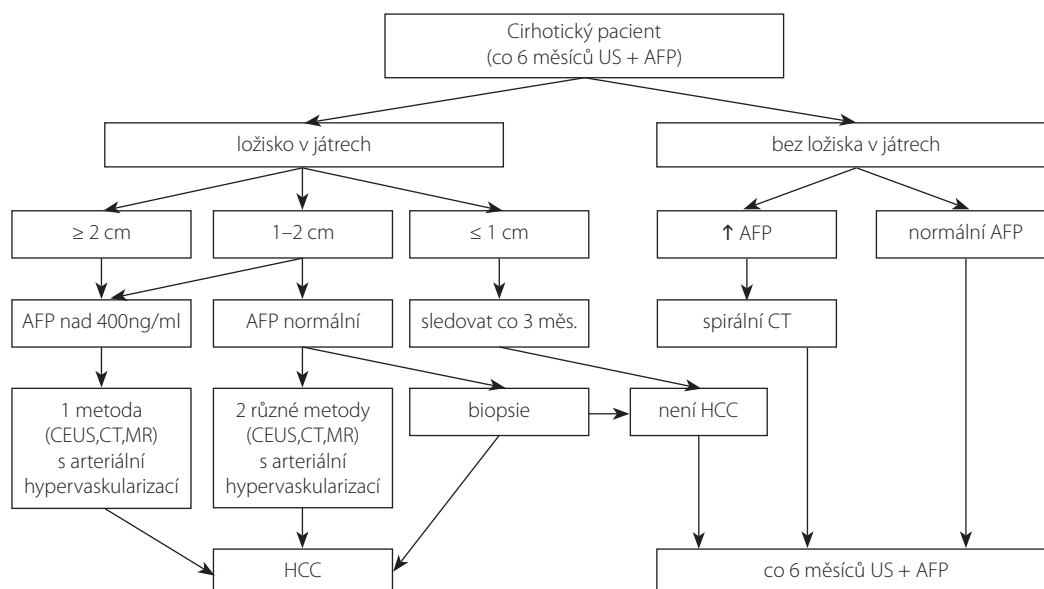 Cirhotický pacient
(co 6 měsíců US + AFP)
ložisko v játrech
bez ložiska v játrech
≥ 2 cm
1–2 cm
≤ 1 cm
↑ AFP
normální AFP
AFP nad 400ng/ml
AFP normální
sledovat co 3 měs.
spirální CT
1 metoda
(CEUS,CT,MR)
s arteriální
hypervaskularizací
2 různé metody
(CEUS,CT,MR)
s arteriální
hypervaskularizací
biopsie
není HCC
HCC
co 6 měsíců US + AFP